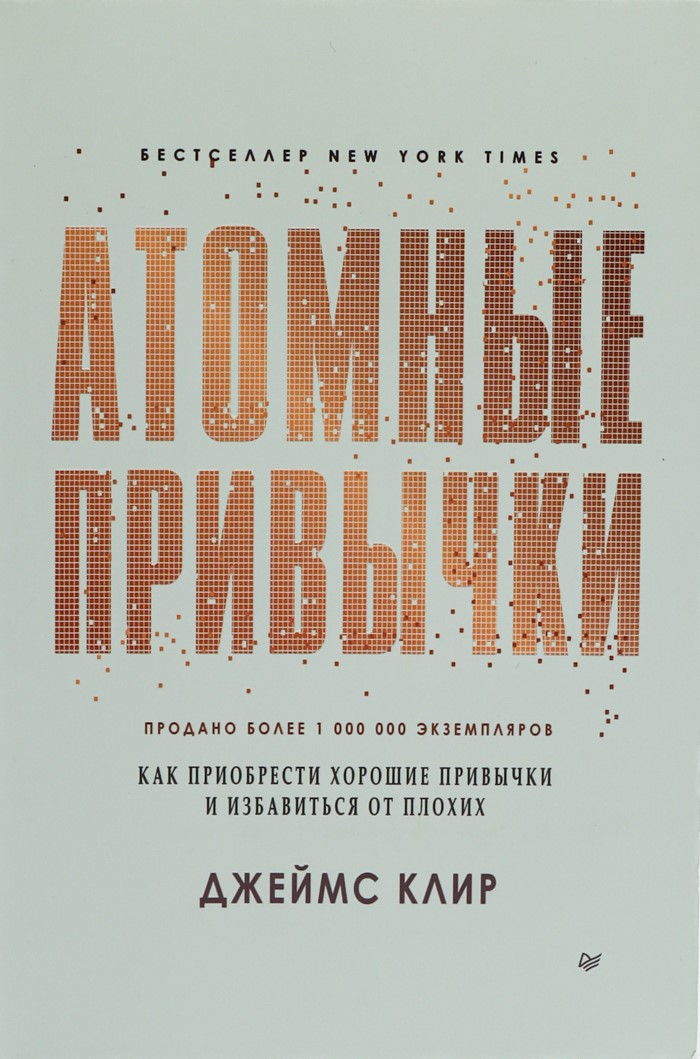 БЕСТСЕЛЛЕР NEW YORK TIMES
АТОМНЫЕ
ПРИВЫЧКИ
ПРОДАНО БОЛЕЕ 1 000 000 ЭКЗЕМПЛЯРОВ
КАК ПРИОБРЕСТИ ХОРОШИЕ ПРИВЫЧКИ
И ИЗБАВИТЬСЯ ОТ ПЛОХИХ
ДЖЕЙМС КЛИР